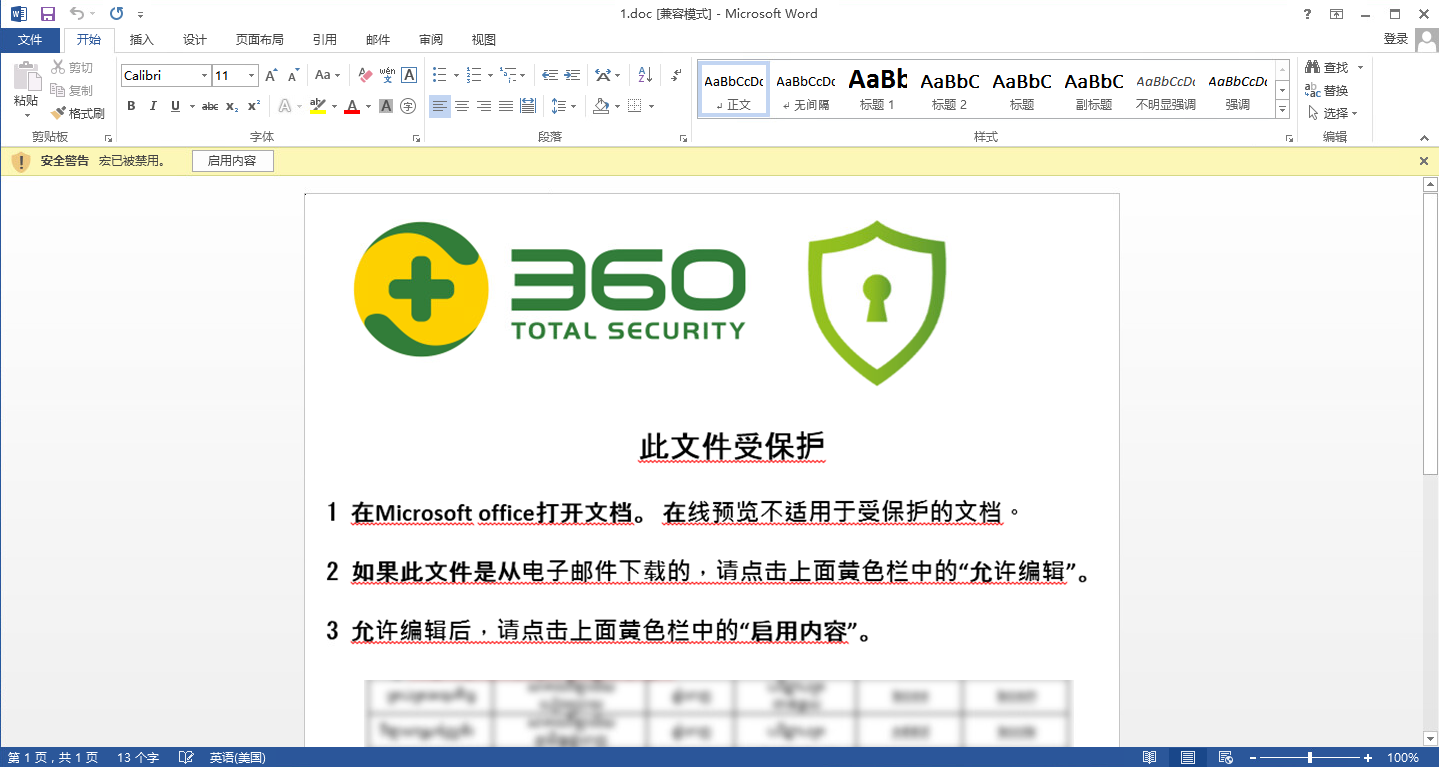 1.doc [兼容模式] - Microsoft Word
?
文件 开始 插入 设计 页面布局 引用 邮件 审阅 视图 登录
粘贴 剪切 复制 格式刷
Calibri 11 Aa wén A
B I U abc x₂ x² A ab A A 字
AaBbCcDc AaBbCcDc AaBb AaBbC AaBbC AaBbC AaBbCcDc AaBbCcDc
↲ 正文 ↲ 无间隔 标题 1 标题 2 标题 副标题 不明显强调 强调
查找 替换 选择
剪贴板 字体 段落 样式 编辑
安全警告 宏已被禁用。 启用内容
360
TOTAL SECURITY
此文件受保护
1 在Microsoft office打开文档。 在线预览不适用于受保护的文档。
2 如果此文件是从电子邮件下载的，请点击上面黄色栏中的“允许编辑”。
3 允许编辑后，请点击上面黄色栏中的“启用内容”。
第 1 页，共 1 页 13 个字 英语(美国) 100%